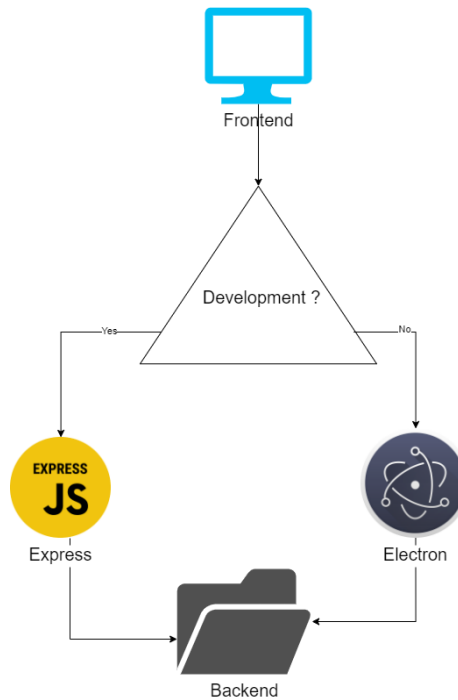 Frontend
Development ?
Yes
No
EXPRESS
JS
Express
Electron
Backend